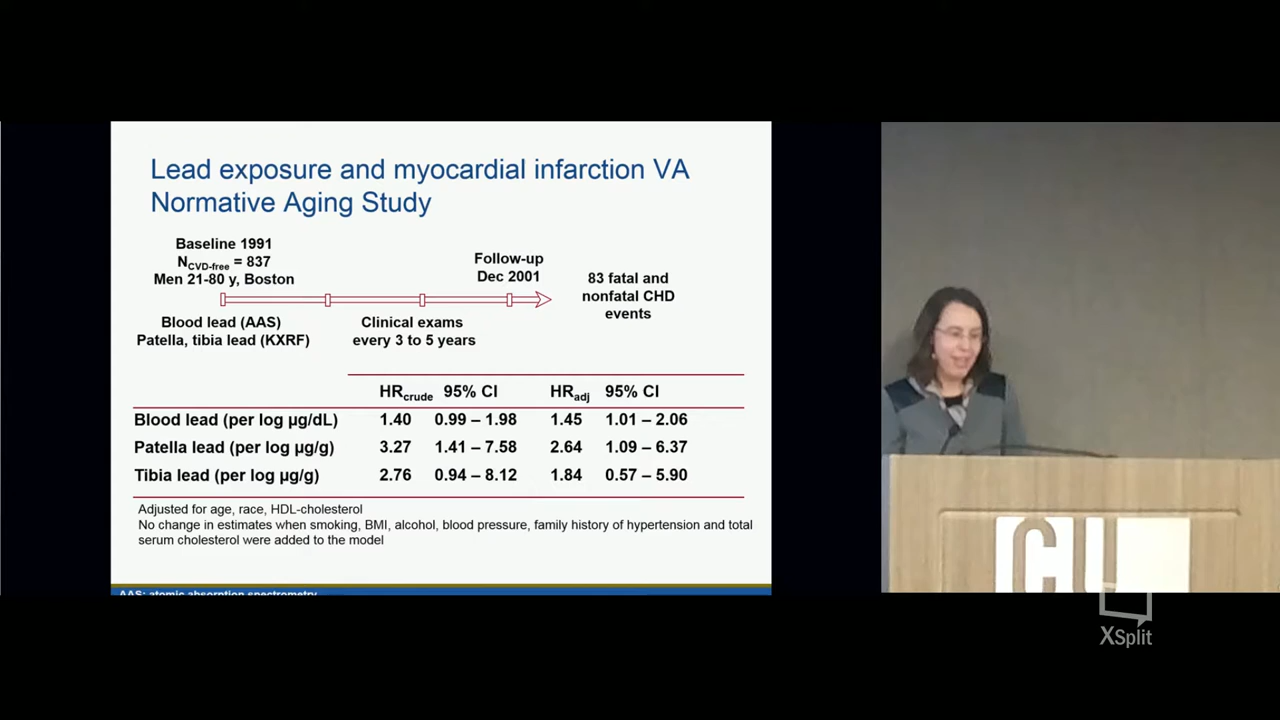 Lead exposure and myocardial infarction VA
Normative Aging Study
Baseline 1991
NCVD-free = 837
Men 21-80 y, Boston
Follow-up
Dec 2001
83 fatal and
nonfatal CHD
events
Blood lead (AAS)
Patella, tibia lead (KXRF)
Clinical exams
every 3 to 5 years
HRcrude 95% CI HRadj 95% CI
Blood lead (per log µg/dL) 1.40 0.99 – 1.98 1.45 1.01 – 2.06
Patella lead (per log µg/g) 3.27 1.41 – 7.58 2.64 1.09 – 6.37
Tibia lead (per log µg/g) 2.76 0.94 – 8.12 1.84 0.57 – 5.90
Adjusted for age, race, HDL-cholesterol
No change in estimates when smoking, BMI, alcohol, blood pressure, family history of hypertension and total
serum cholesterol were added to the model
AAS: atomic absorption spectrometry
CU
XSplit